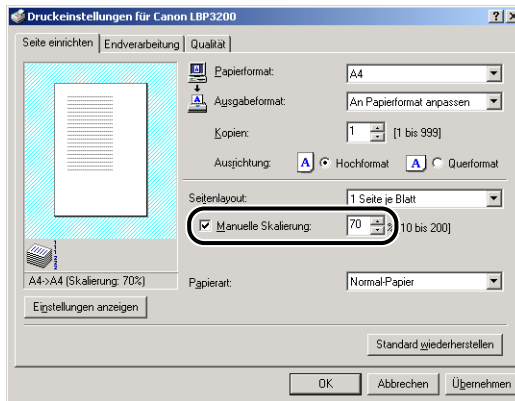 Druckeinstellungen für Canon LBP3200
Seite einrichten Endverarbeitung Qualität
Papierformat: A4
Ausgabeformat: An Papierformat anpassen
Kopien: 1 [1 bis 999]
Ausrichtung: A Hochformat A Querformat
Seitenlayout: 1 Seite je Blatt
Manuelle Skalierung: 70 % [10 bis 200]
A4->A4 (Skalierung: 70%)
Papierart: Normal-Papier
Einstellungen anzeigen
Standard wiederherstellen
OK Abbrechen Übernehmen